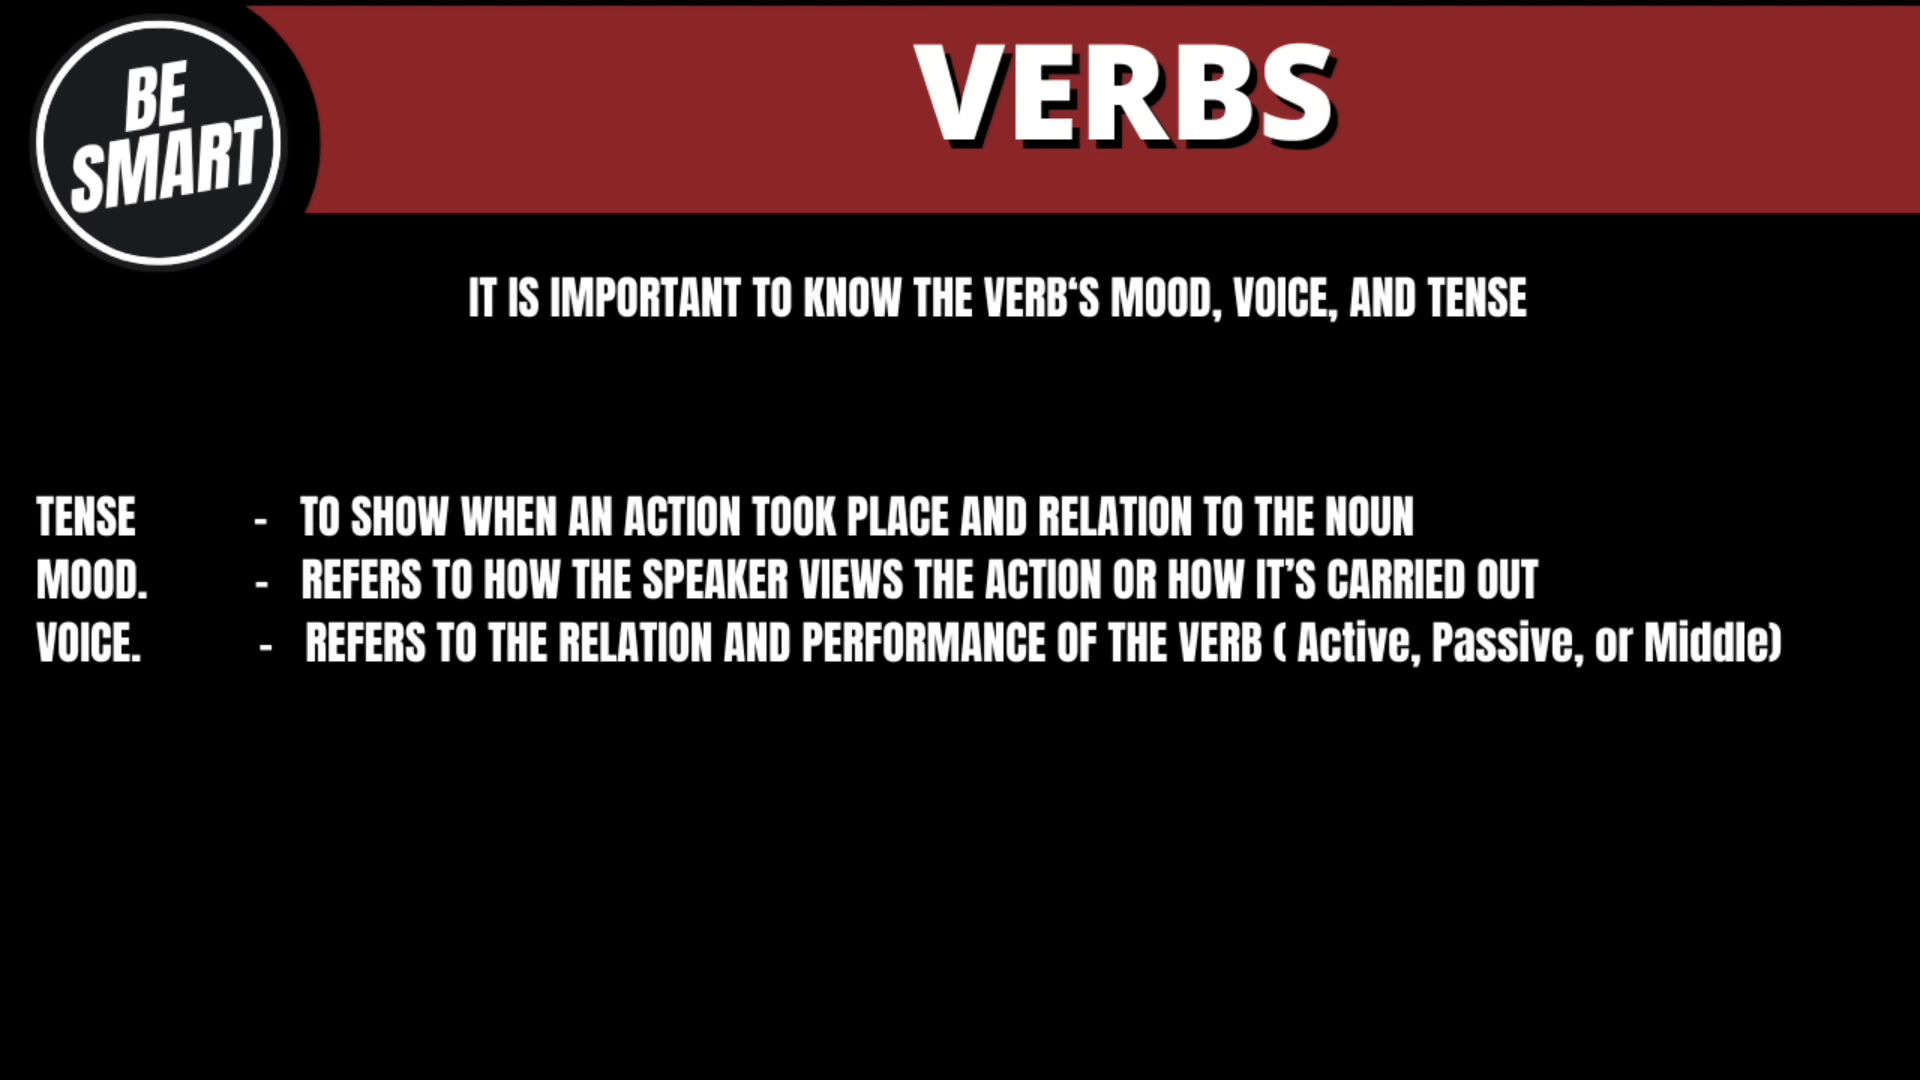 BE
SMART
VERBS
IT IS IMPORTANT TO KNOW THE VERB‘S MOOD, VOICE, AND TENSE
TENSE - TO SHOW WHEN AN ACTION TOOK PLACE AND RELATION TO THE NOUN
MOOD. - REFERS TO HOW THE SPEAKER VIEWS THE ACTION OR HOW IT’S CARRIED OUT
VOICE. - REFERS TO THE RELATION AND PERFORMANCE OF THE VERB ( Active, Passive, or Middle)